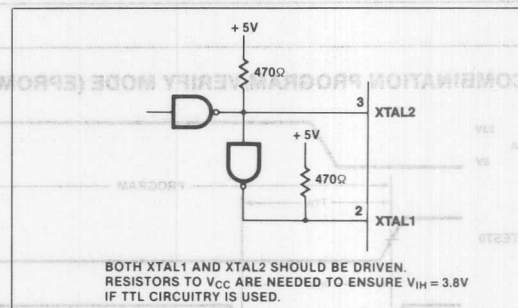 + 5V
470Ω
3
XTAL2
+ 5V
470Ω
2
XTAL1
BOTH XTAL1 AND XTAL2 SHOULD BE DRIVEN.
RESISTORS TO VCC ARE NEEDED TO ENSURE VIH = 3.8V
IF TTL CIRCUITRY IS USED.